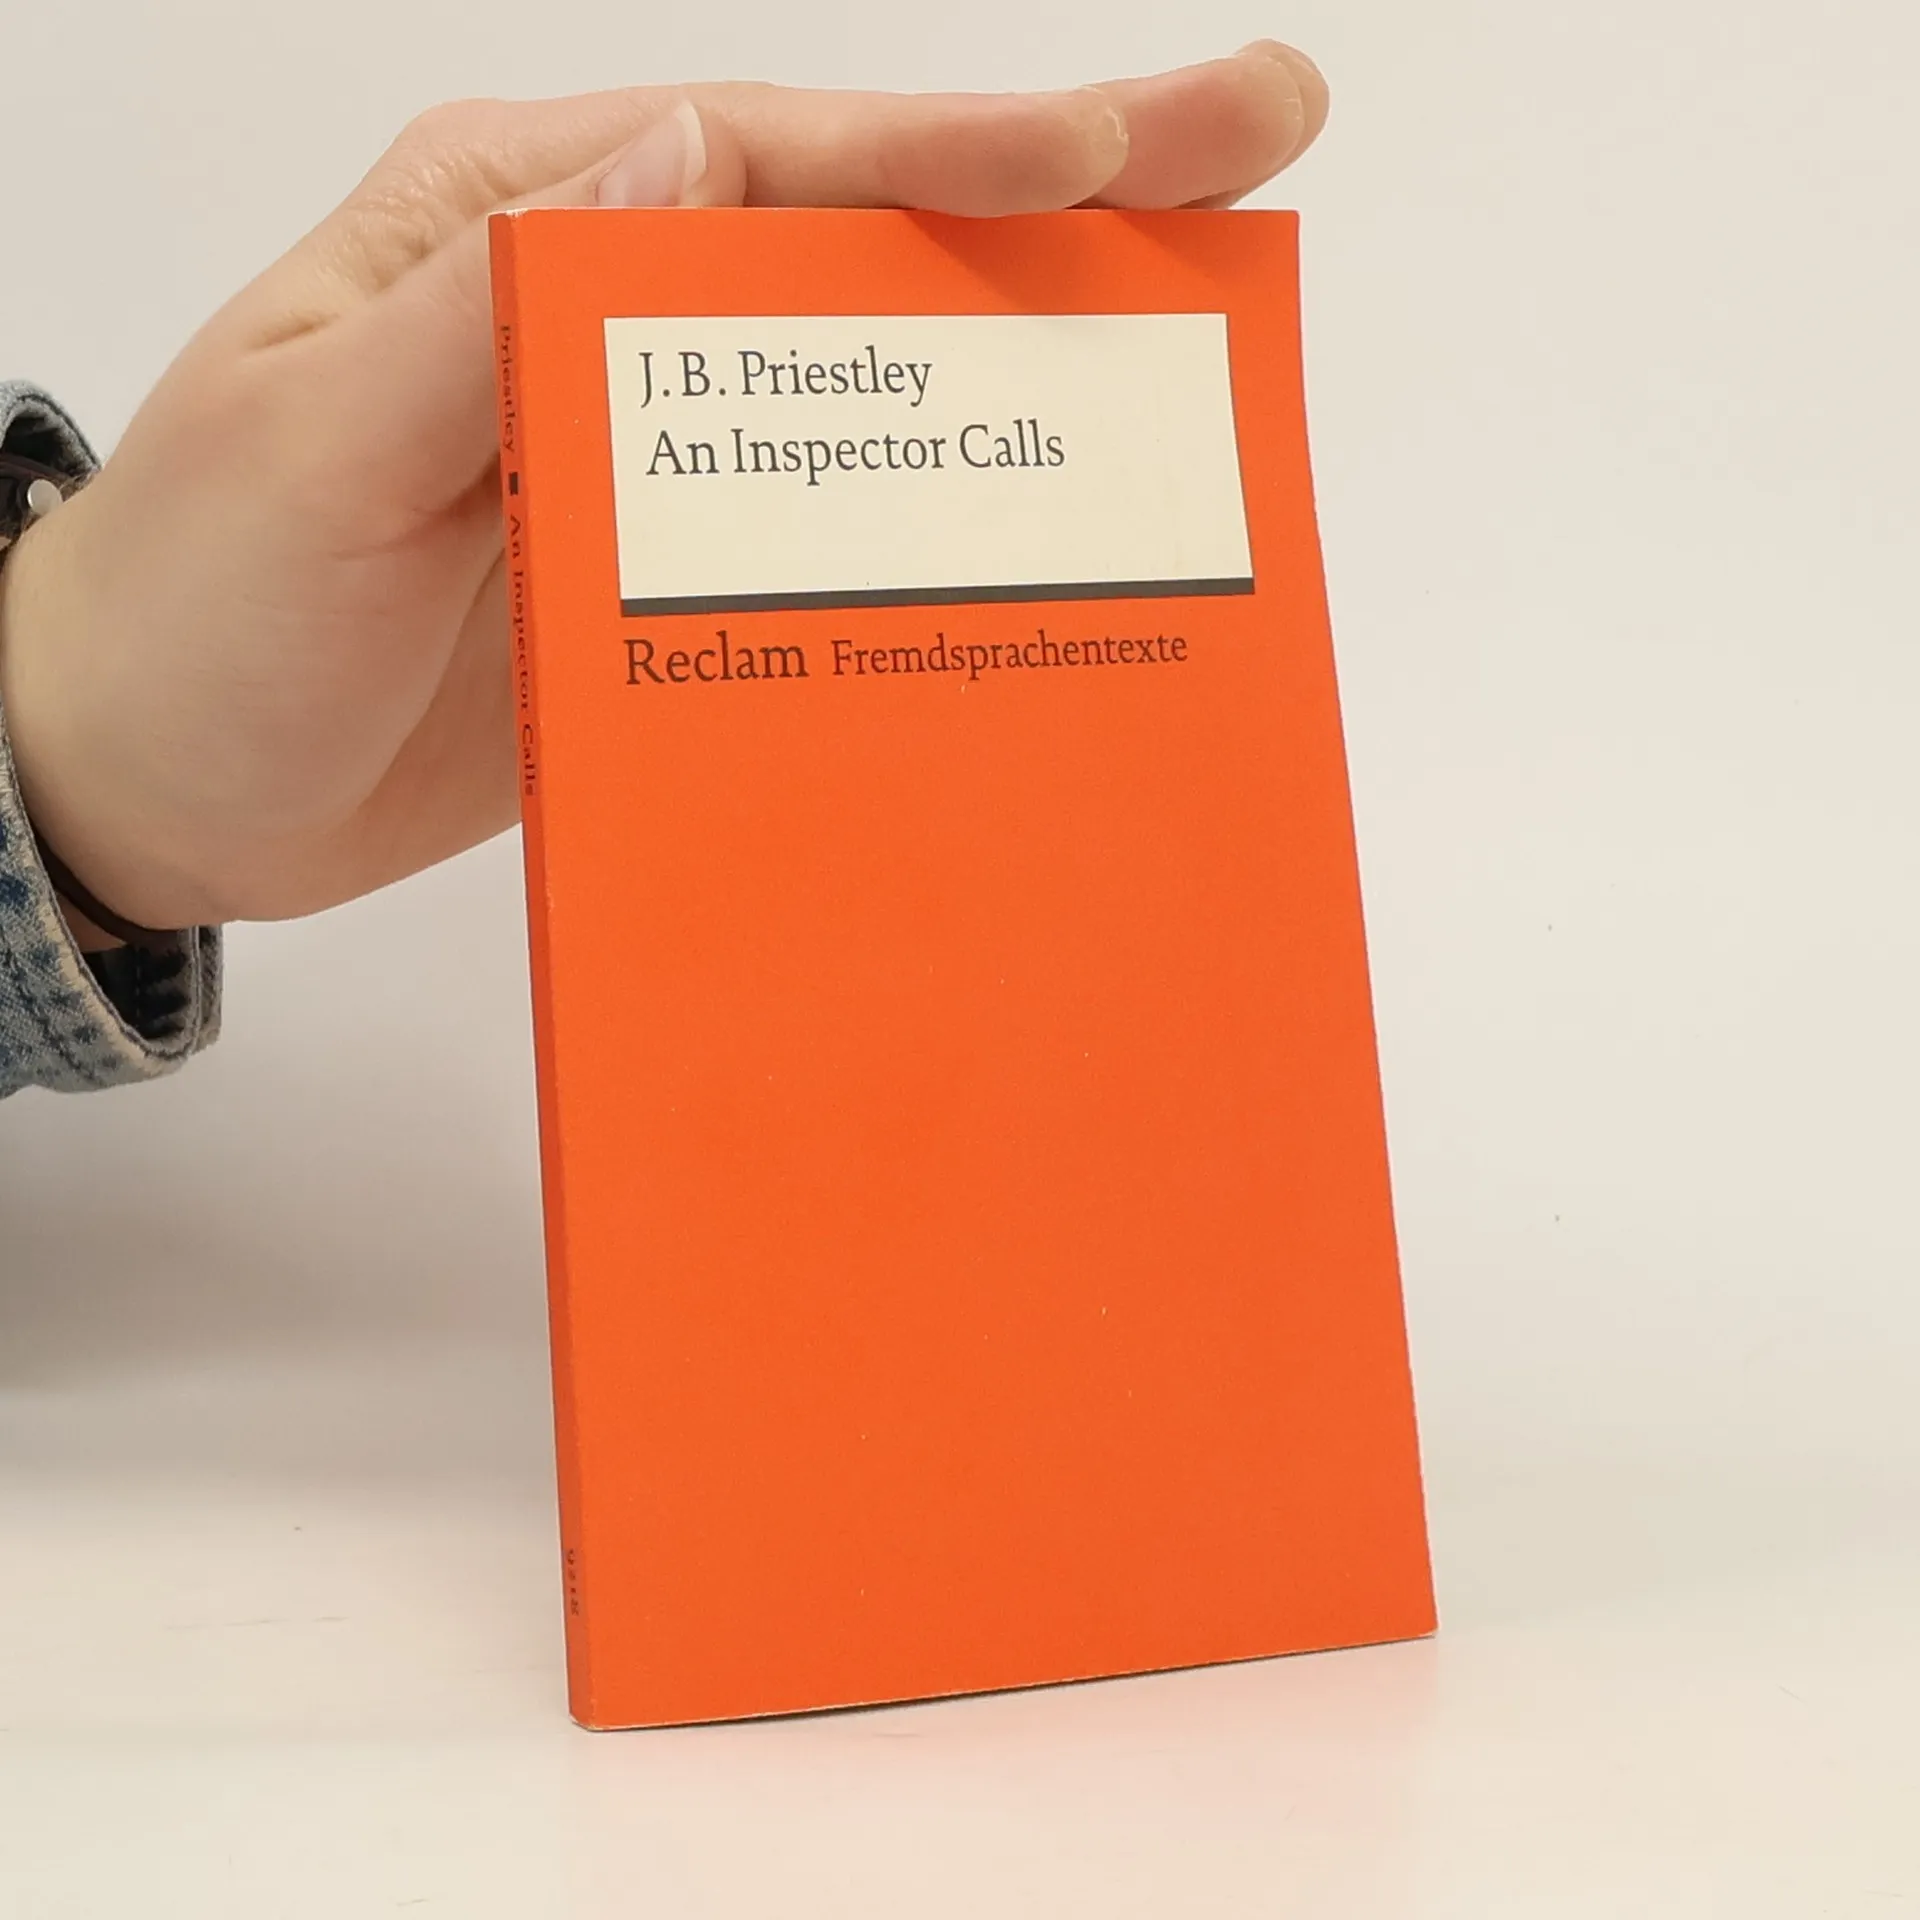 J. B. Priestley
An Inspector Calls
Reclam Fremdsprachentexte
Priestley ■ An Inspector Calls